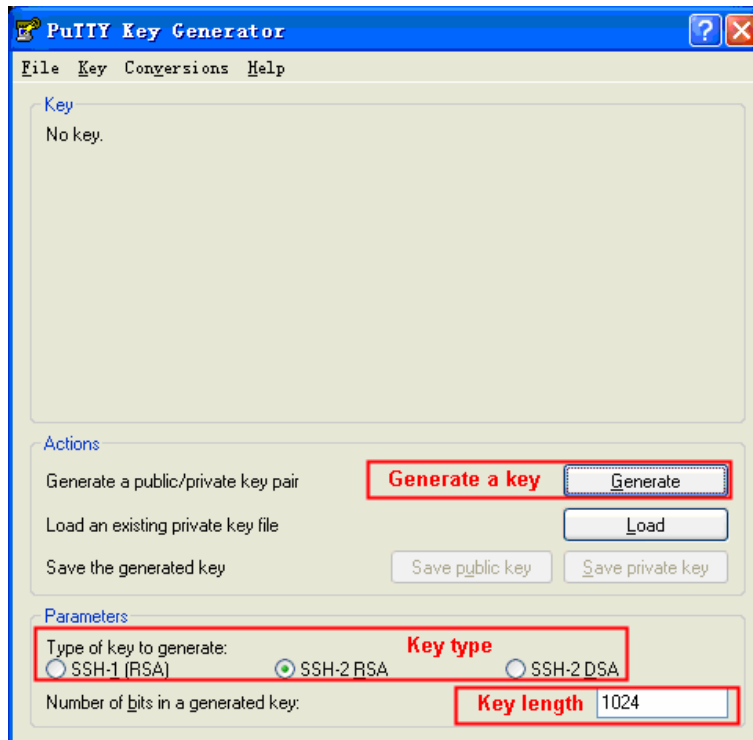 PuTTY Key Generator
File Key Conversions Help
Key
No key.
Actions
Generate a public/private key pair Generate a key Generate
Load an existing private key file Load
Save the generated key Save public key Save private key
Parameters
Type of key to generate: Key type
SSH-1 (RSA) SSH-2 RSA SSH-2 DSA
Number of bits in a generated key: Key length 1024